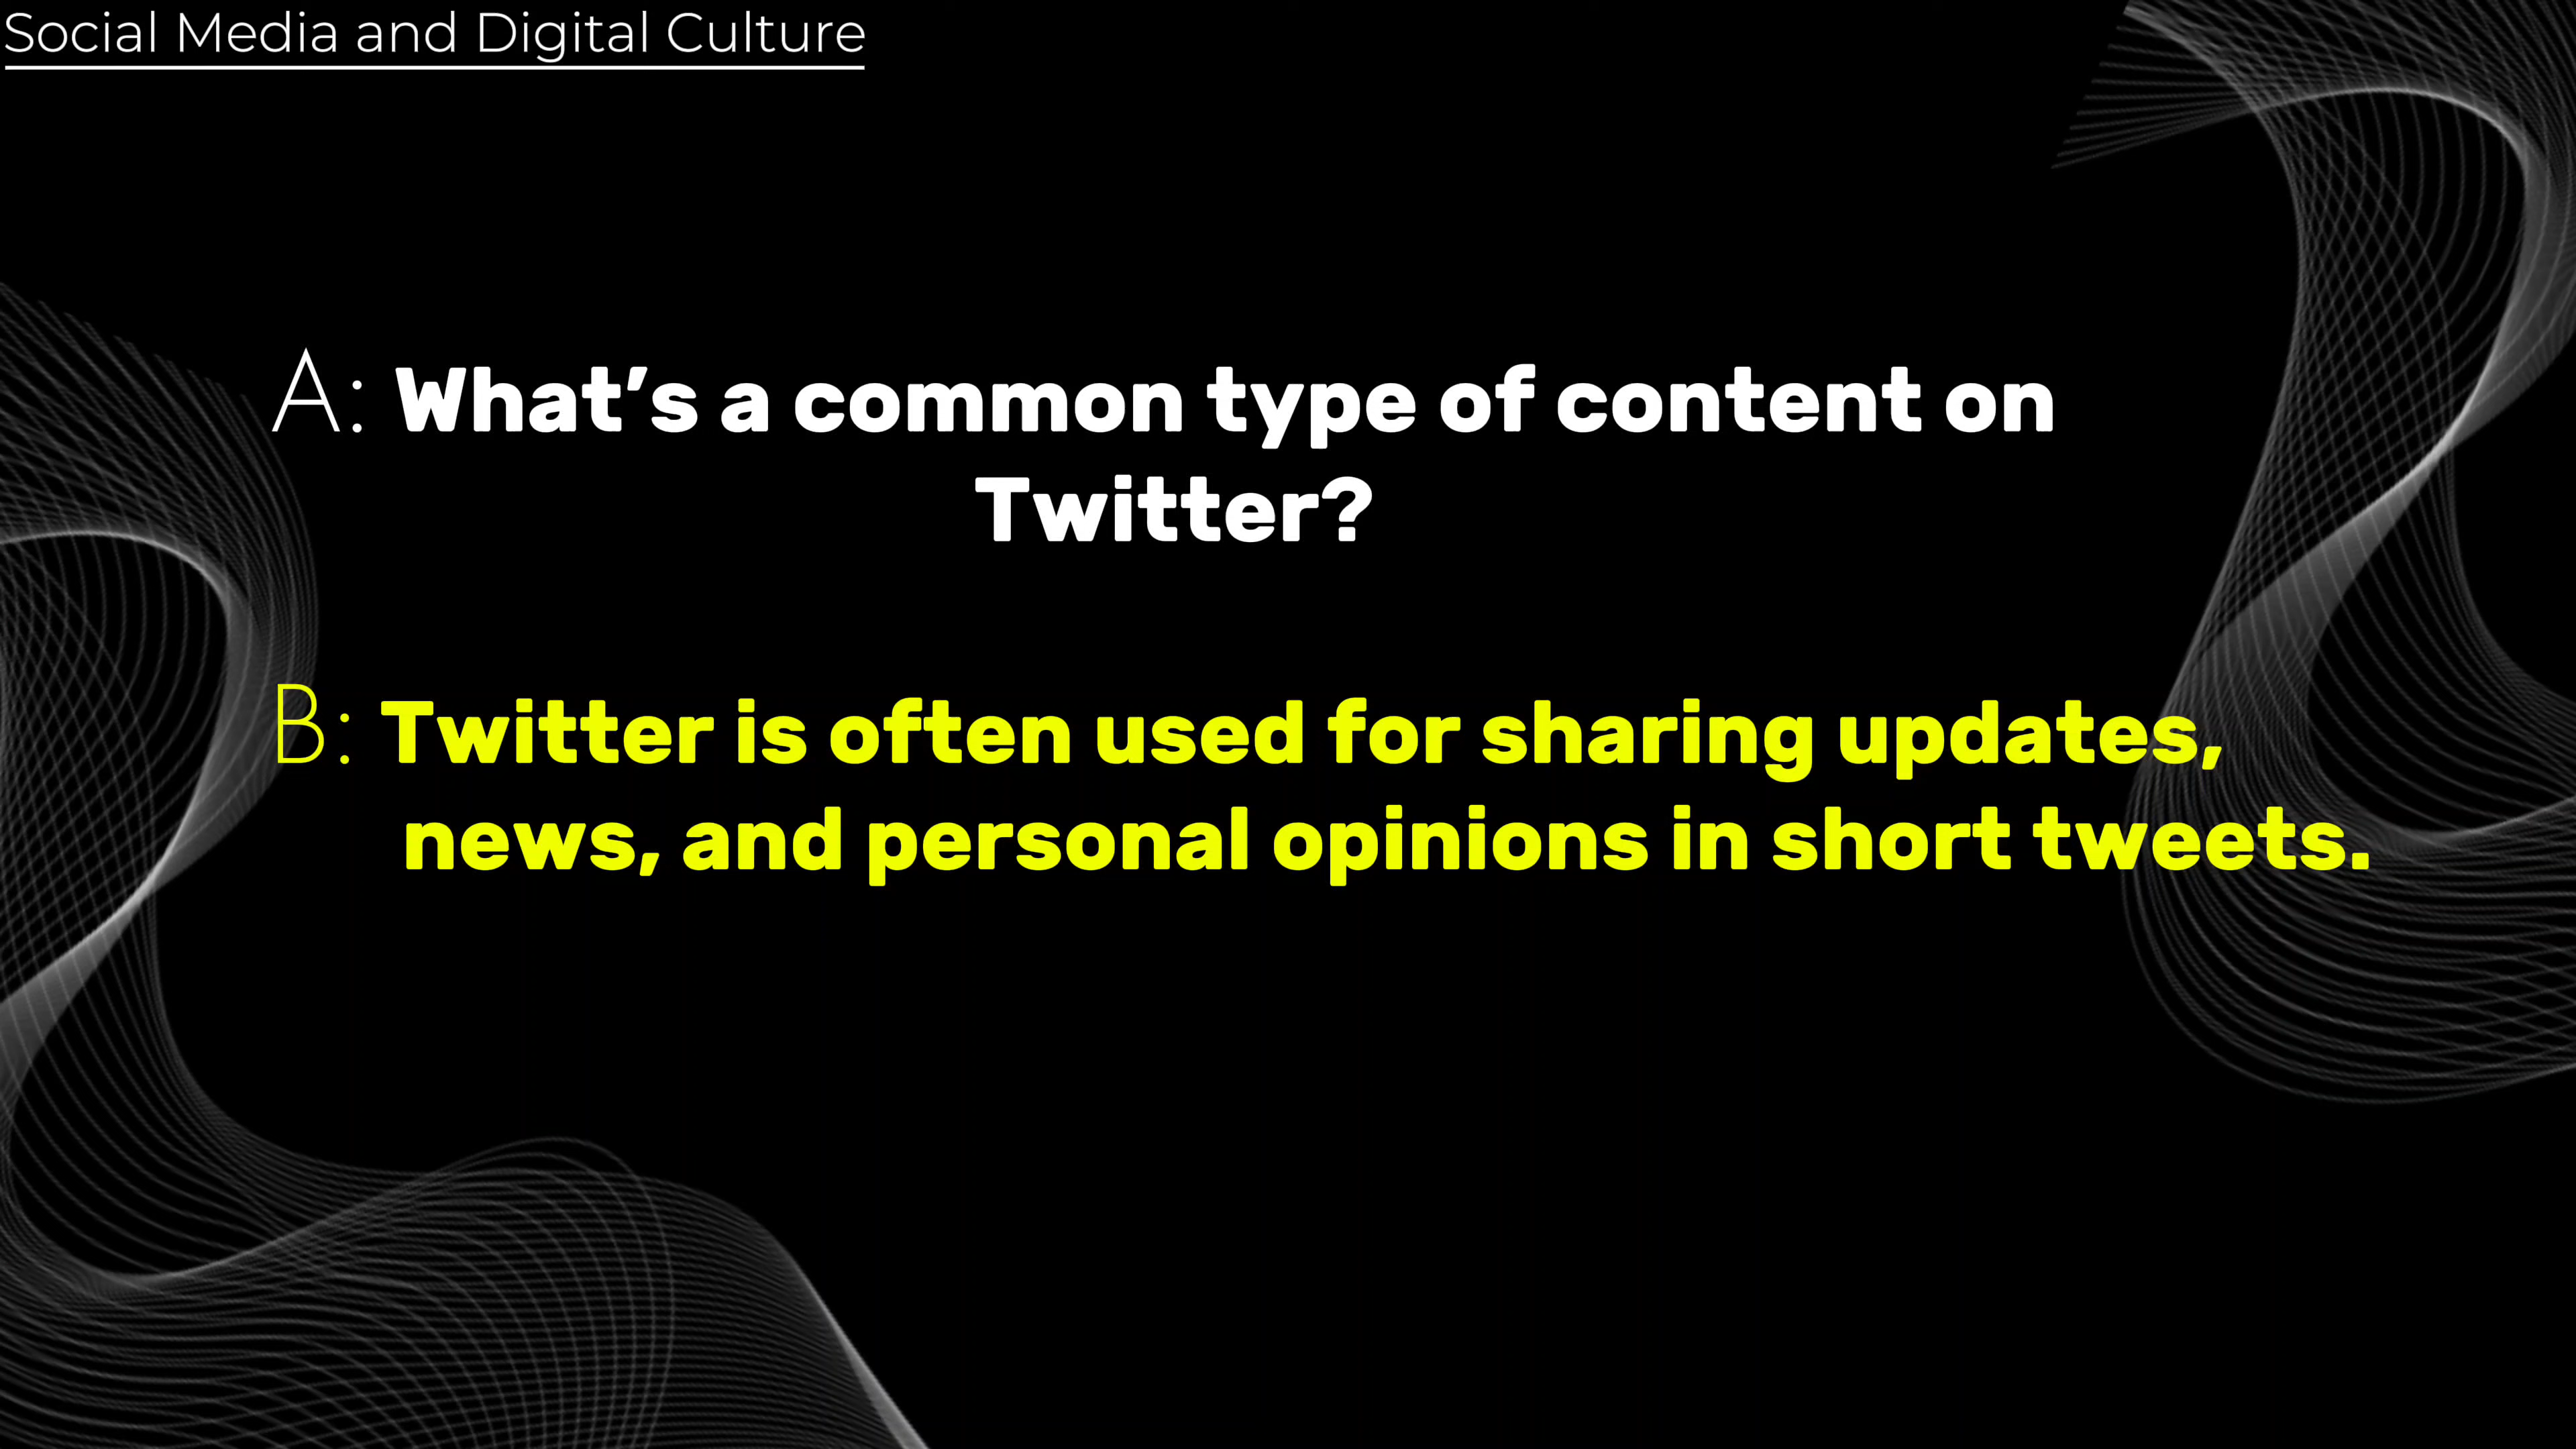 Social Media and Digital Culture
A: What’s a common type of content on
Twitter?
B: Twitter is often used for sharing updates,
news, and personal opinions in short tweets.